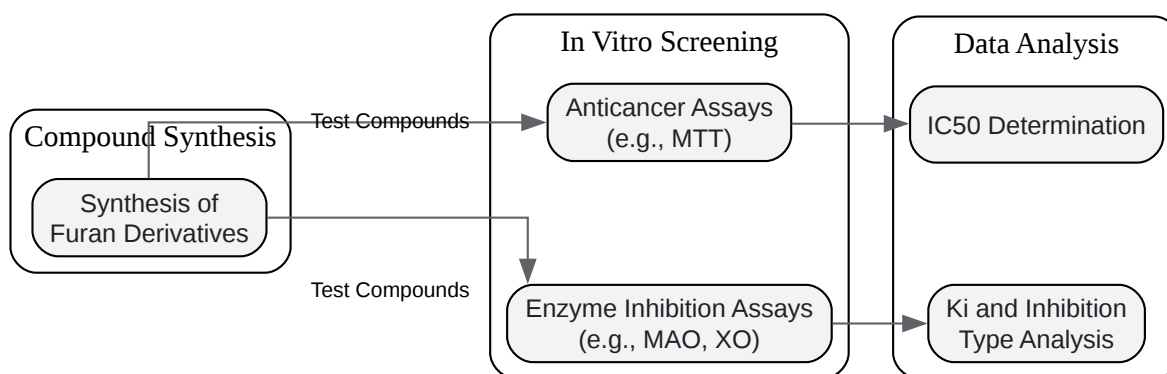 Compound Synthesis
Synthesis of
Furan Derivatives
Test Compounds
Test Compounds
In Vitro Screening
Anticancer Assays
(e.g., MTT)
Enzyme Inhibition Assays
(e.g., MAO, XO)
Data Analysis
IC50 Determination
Ki and Inhibition
Type Analysis